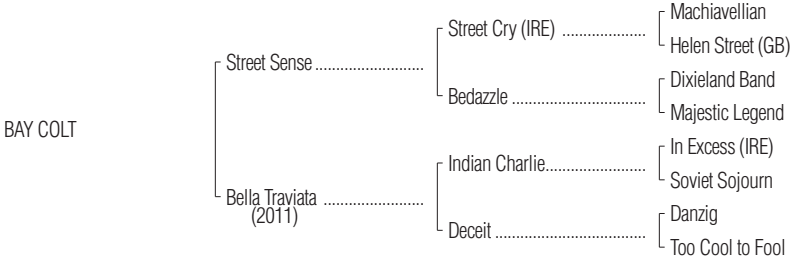 Machiavellian
Street Cry (IRE) ....................
Helen Street (GB)
Street Sense ..........................
Dixieland Band
Bedazzle ................................
Majestic Legend
BAY COLT
In Excess (IRE)
Indian Charlie........................
Soviet Sojourn
Bella Traviata ........................
(2011)
Danzig
Deceit ....................................
Too Cool to Fool